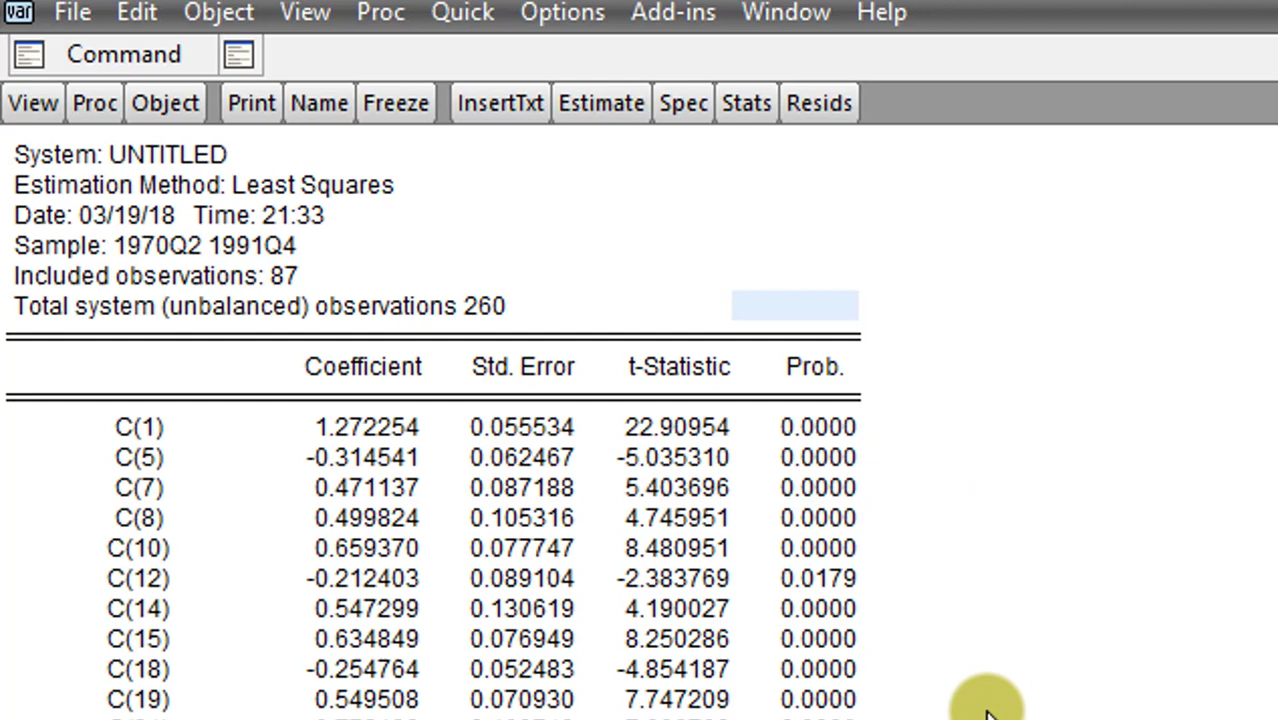 var File Edit Object View Proc Quick Options Add-ins Window Help
Command
View Proc Object Print Name Freeze InsertTxt Estimate Spec Stats Resids
System: UNTITLED
Estimation Method: Least Squares
Date: 03/19/18 Time: 21:33
Sample: 1970Q2 1991Q4
Included observations: 87
Total system (unbalanced) observations 260
Coefficient Std. Error t-Statistic Prob.
C(1) 1.272254 0.055534 22.90954 0.0000
C(5) -0.314541 0.062467 -5.035310 0.0000
C(7) 0.471137 0.087188 5.403696 0.0000
C(8) 0.499824 0.105316 4.745951 0.0000
C(10) 0.659370 0.077747 8.480951 0.0000
C(12) -0.212403 0.089104 -2.383769 0.0179
C(14) 0.547299 0.130619 4.190027 0.0000
C(15) 0.634849 0.076949 8.250286 0.0000
C(18) -0.254764 0.052483 -4.854187 0.0000
C(19) 0.549508 0.070930 7.747209 0.0000